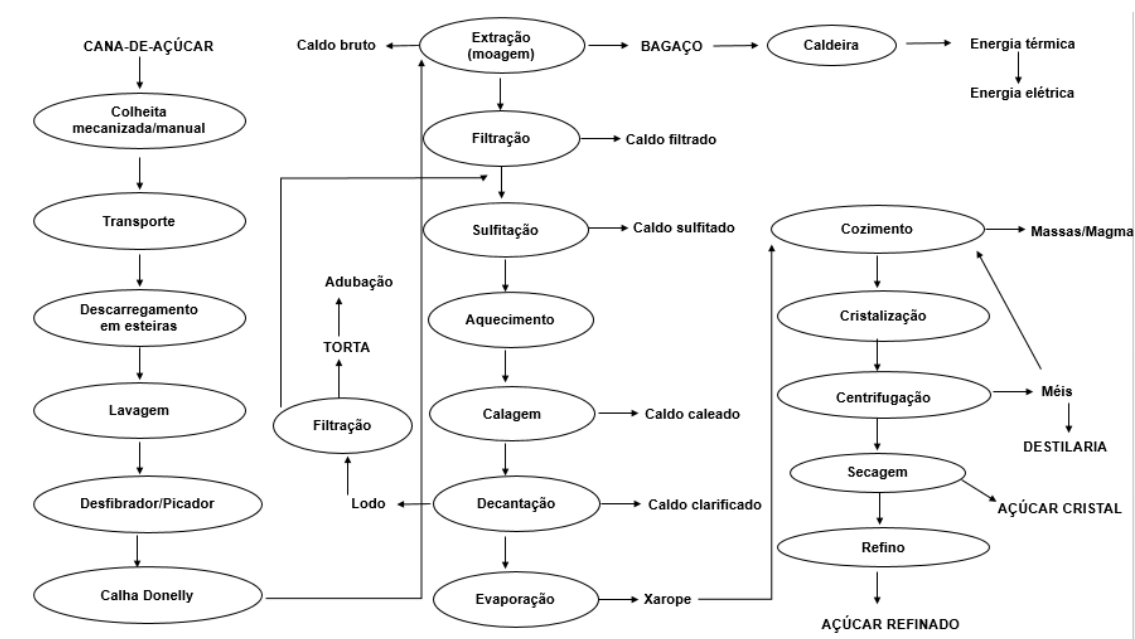 CANA-DE-AÇÚCAR
Colheita
mecanizada/manual
Transporte
Descarregamento
em esteiras
Lavagem
Desfibrador/Picador
Calha Donelly
Caldo bruto
Extração
(moagem)
BAGAÇO
Caldeira
Energia térmica
Energia elétrica
Filtração
Caldo filtrado
Sulfitação
Caldo sulfitado
Aquecimento
Calagem
Caldo caleado
Decantação
Caldo clarificado
Lodo
Filtração
TORTA
Adubação
Evaporação
Xarope
Cozimento
Massas/Magma
Cristalização
Centrifugação
Méis
DESTILARIA
Secagem
AÇÚCAR CRISTAL
Refino
AÇÚCAR REFINADO